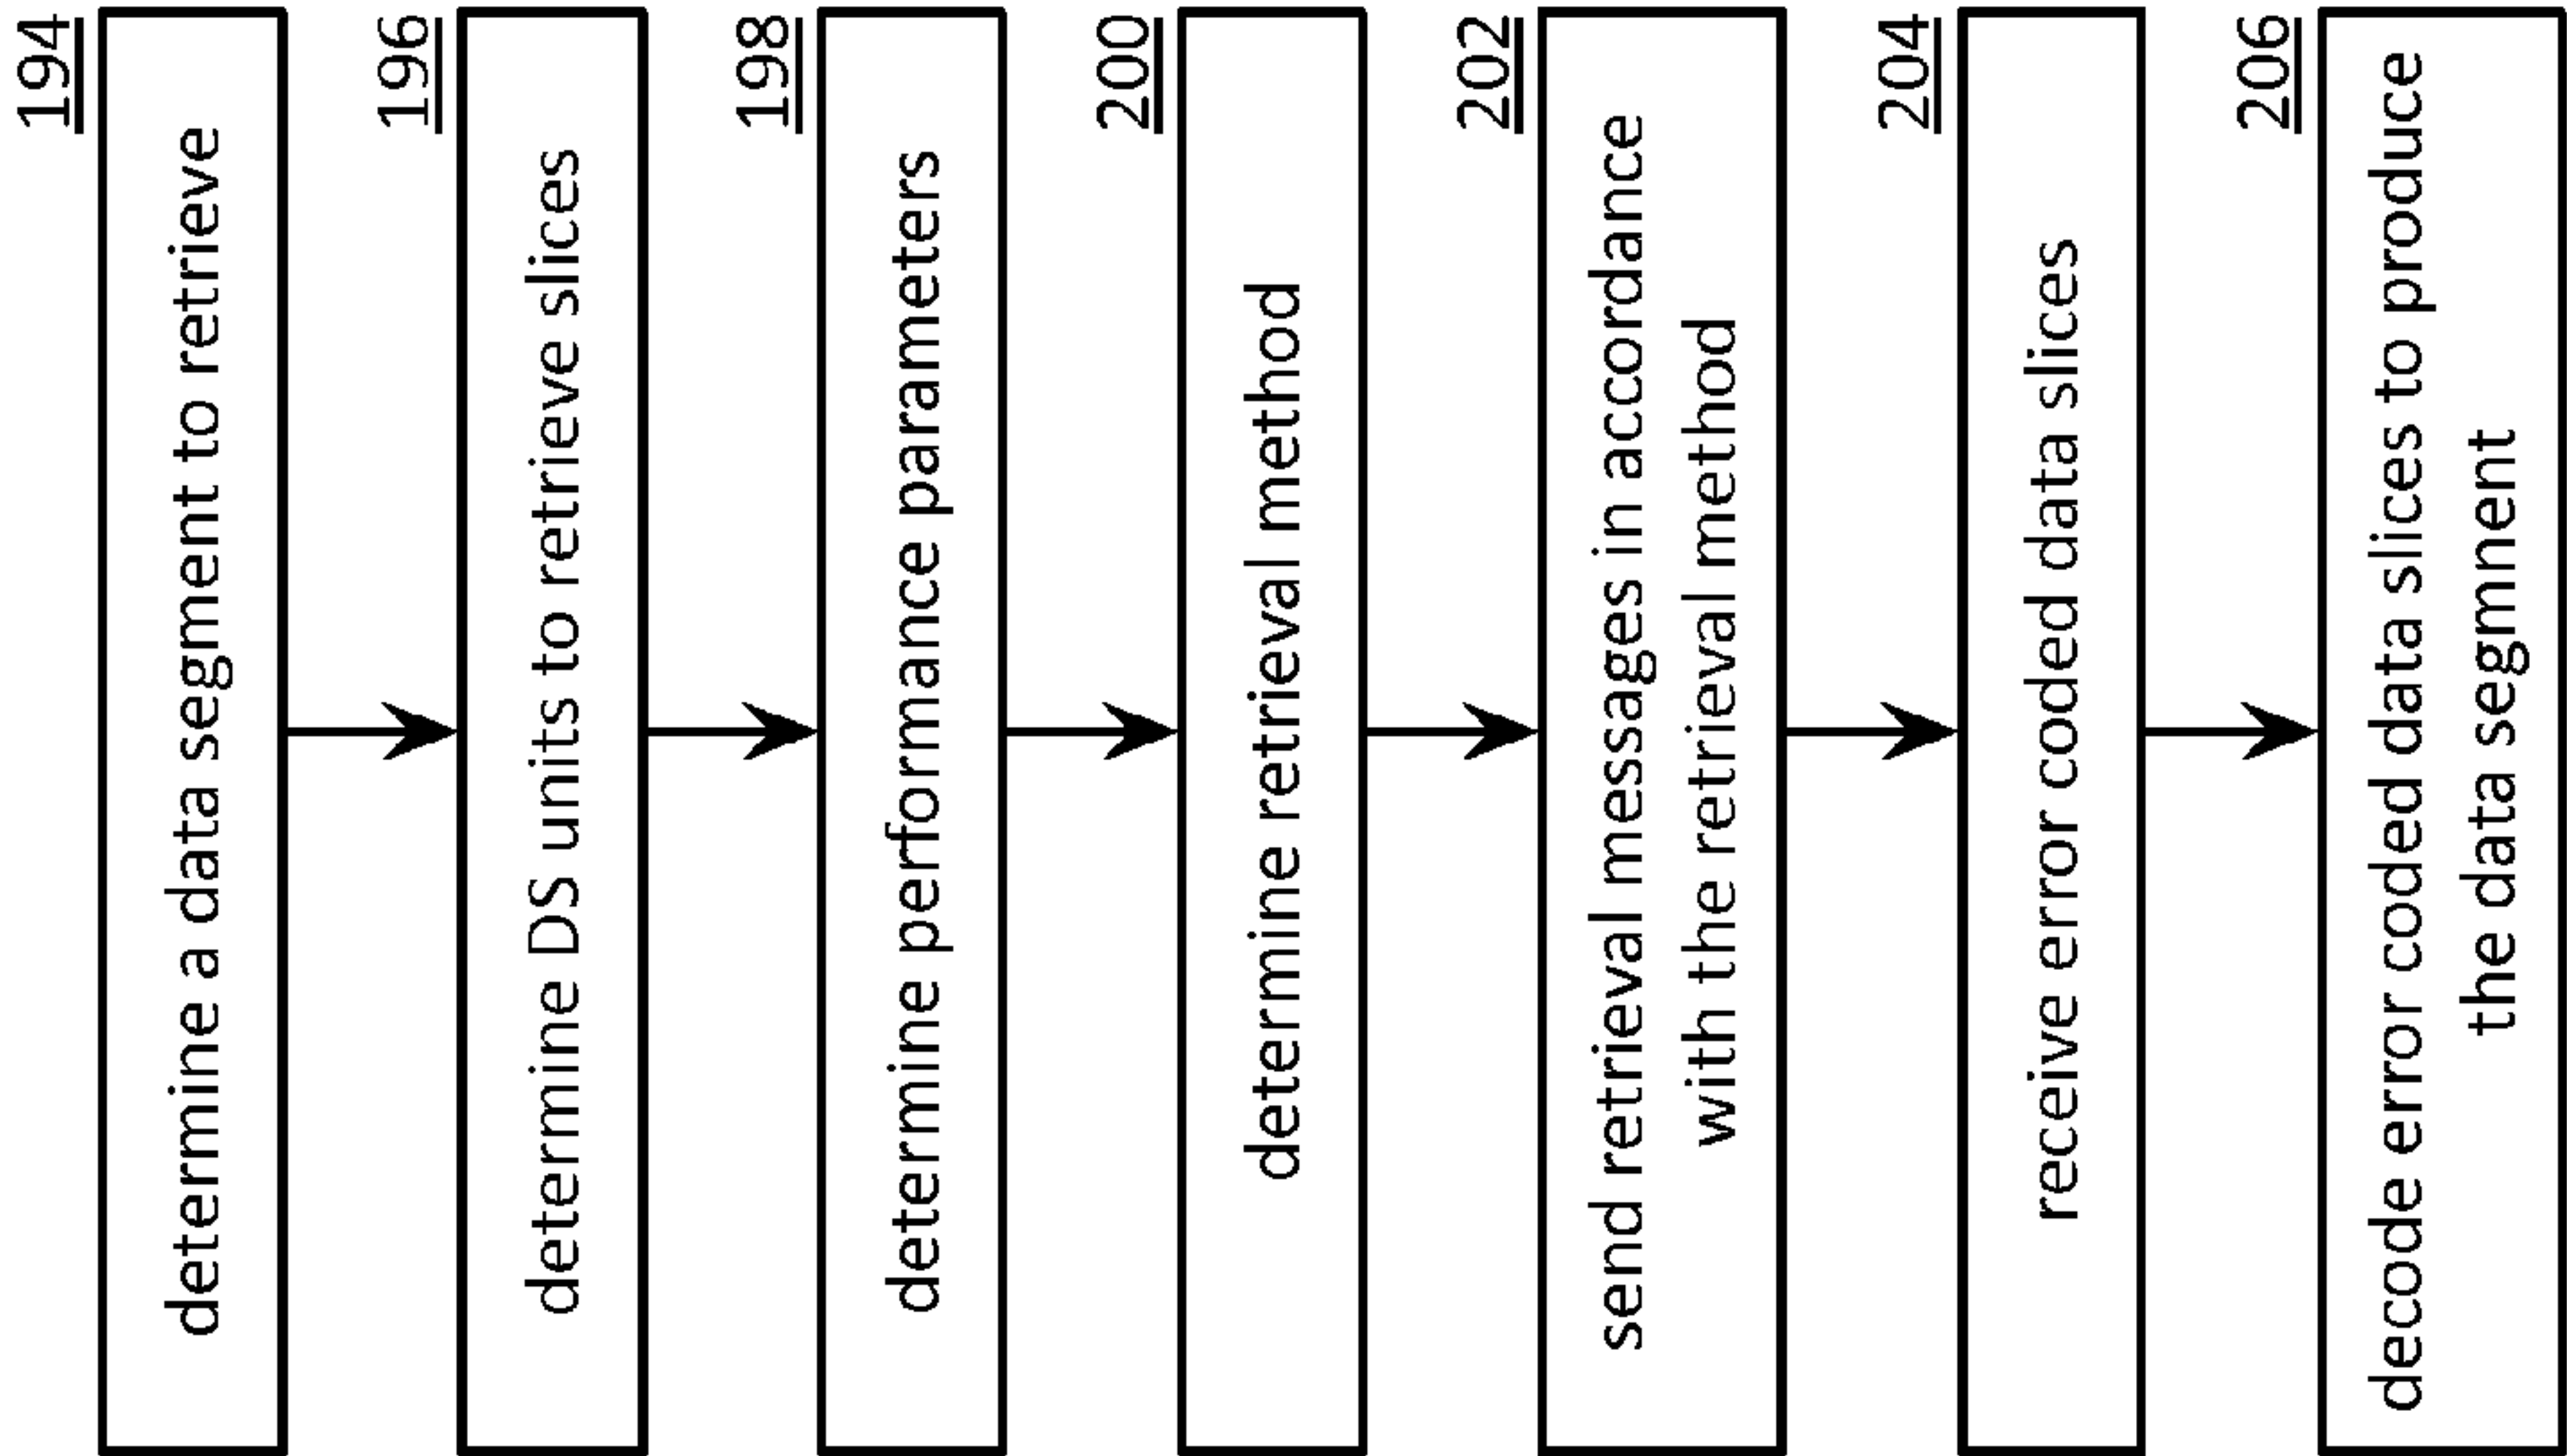 194
determine a data segment to retrieve
196
determine DS units to retrieve slices
198
determine performance parameters
200
determine retrieval method
202
send retrieval messages in accordance
with the retrieval method
204
receive error coded data slices
206
decode error coded data slices to produce
the data segmnent